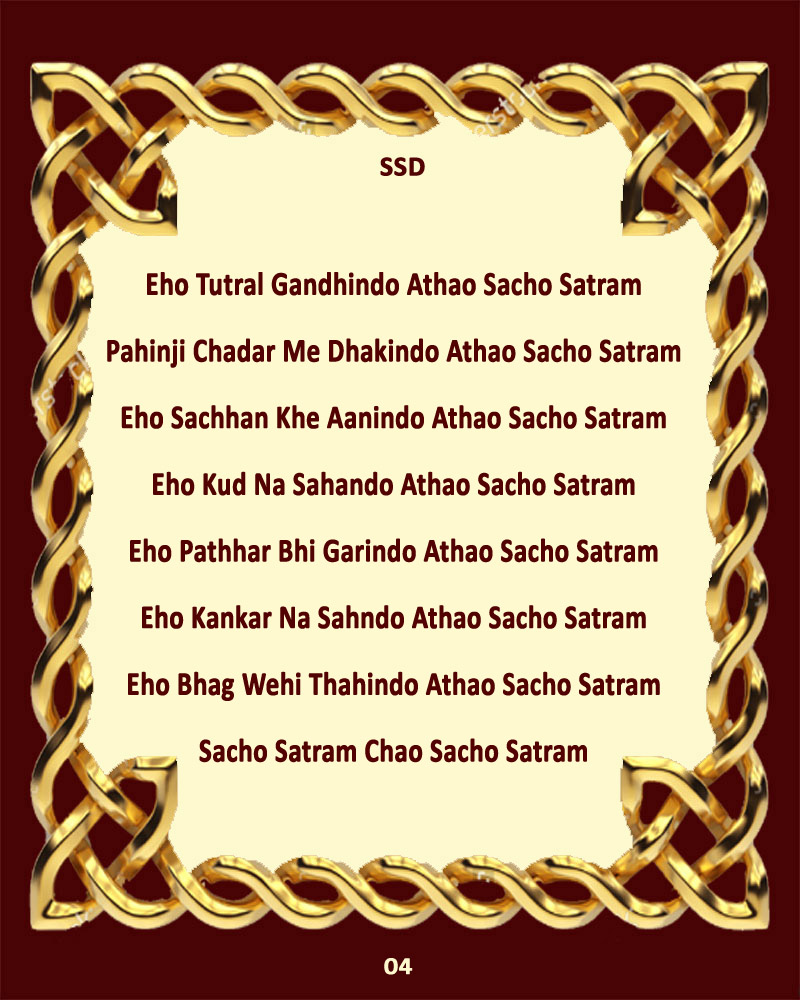 SSD
Eho Tutral Gandhindo Athao Sacho Satram
Pahinji Chadar Me Dhakindo Athao Sacho Satram
Eho Sachhan Khe Aanindo Athao Sacho Satram
Eho Kud Na Sahando Athao Sacho Satram
Eho Pathhar Bhi Garindo Athao Sacho Satram
Eho Kankar Na Sahndo Athao Sacho Satram
Eho Bhag Wehi Thahindo Athao Sacho Satram
Sacho Satram Chao Sacho Satram
04